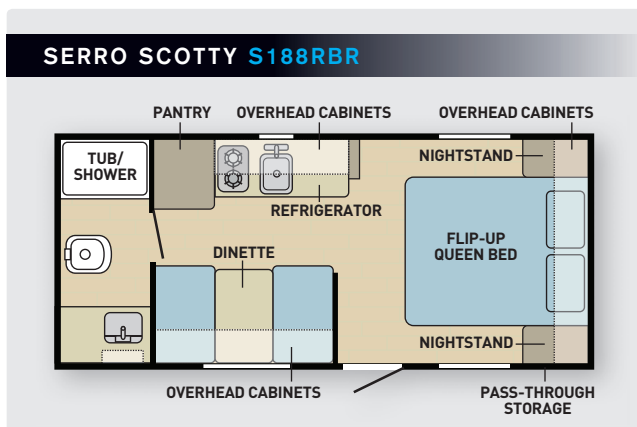 SERRO SCOTTY S188RBR
PANTRY
OVERHEAD CABINETS
OVERHEAD CABINETS
TUB/
SHOWER
NIGHTSTAND
REFRIGERATOR
DINETTE
FLIP-UP
QUEEN BED
NIGHTSTAND
OVERHEAD CABINETS
PASS-THROUGH
STORAGE